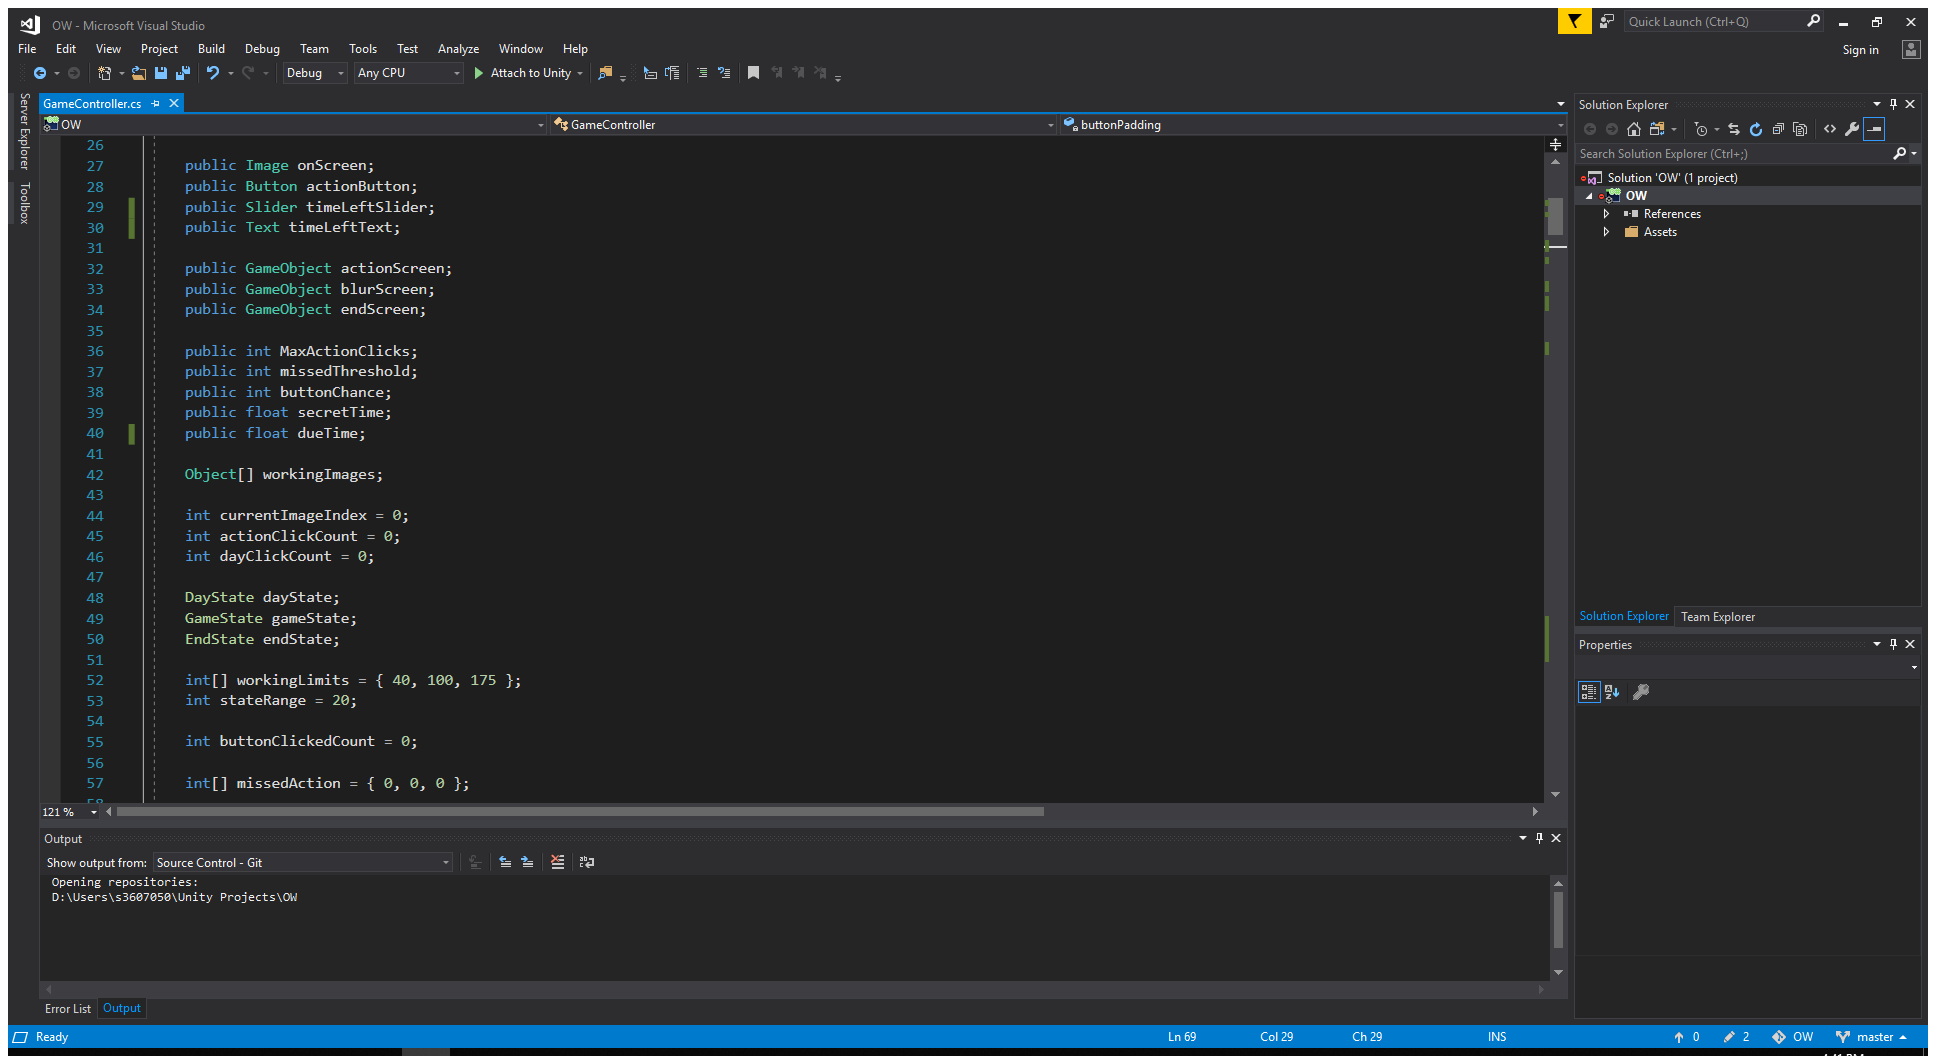 OW - Microsoft Visual Studio
Quick Launch (Ctrl+Q)
File Edit View Project Build Debug Team Tools Test Analyze Window Help
Sign in
Debug Any CPU Attach to Unity
Server Explorer
Toolbox
GameController.cs
OW GameController buttonPadding
26
27 public Image onScreen;
28 public Button actionButton;
29 public Slider timeLeftSlider;
30 public Text timeLeftText;
31
32 public GameObject actionScreen;
33 public GameObject blurScreen;
34 public GameObject endScreen;
35
36 public int MaxActionClicks;
37 public int missedThreshold;
38 public int buttonChance;
39 public float secretTime;
40 public float dueTime;
41
42 Object[] workingImages;
43
44 int currentImageIndex = 0;
45 int actionClickCount = 0;
46 int dayClickCount = 0;
47
48 DayState dayState;
49 GameState gameState;
50 EndState endState;
51
52 int[] workingLimits = { 40, 100, 175 };
53 int stateRange = 20;
54
55 int buttonClickedCount = 0;
56
57 int[] missedAction = { 0, 0, 0 };
58
121 %
Output
Show output from: Source Control - Git
Opening repositories:
D:\Users\s3607050\Unity Projects\OW
Error List Output
Solution Explorer
Search Solution Explorer (Ctrl+;)
Solution 'OW' (1 project)
OW
References
Assets
Solution Explorer Team Explorer
Properties
Ready Ln 69 Col 29 Ch 29 INS 0 2 OW master